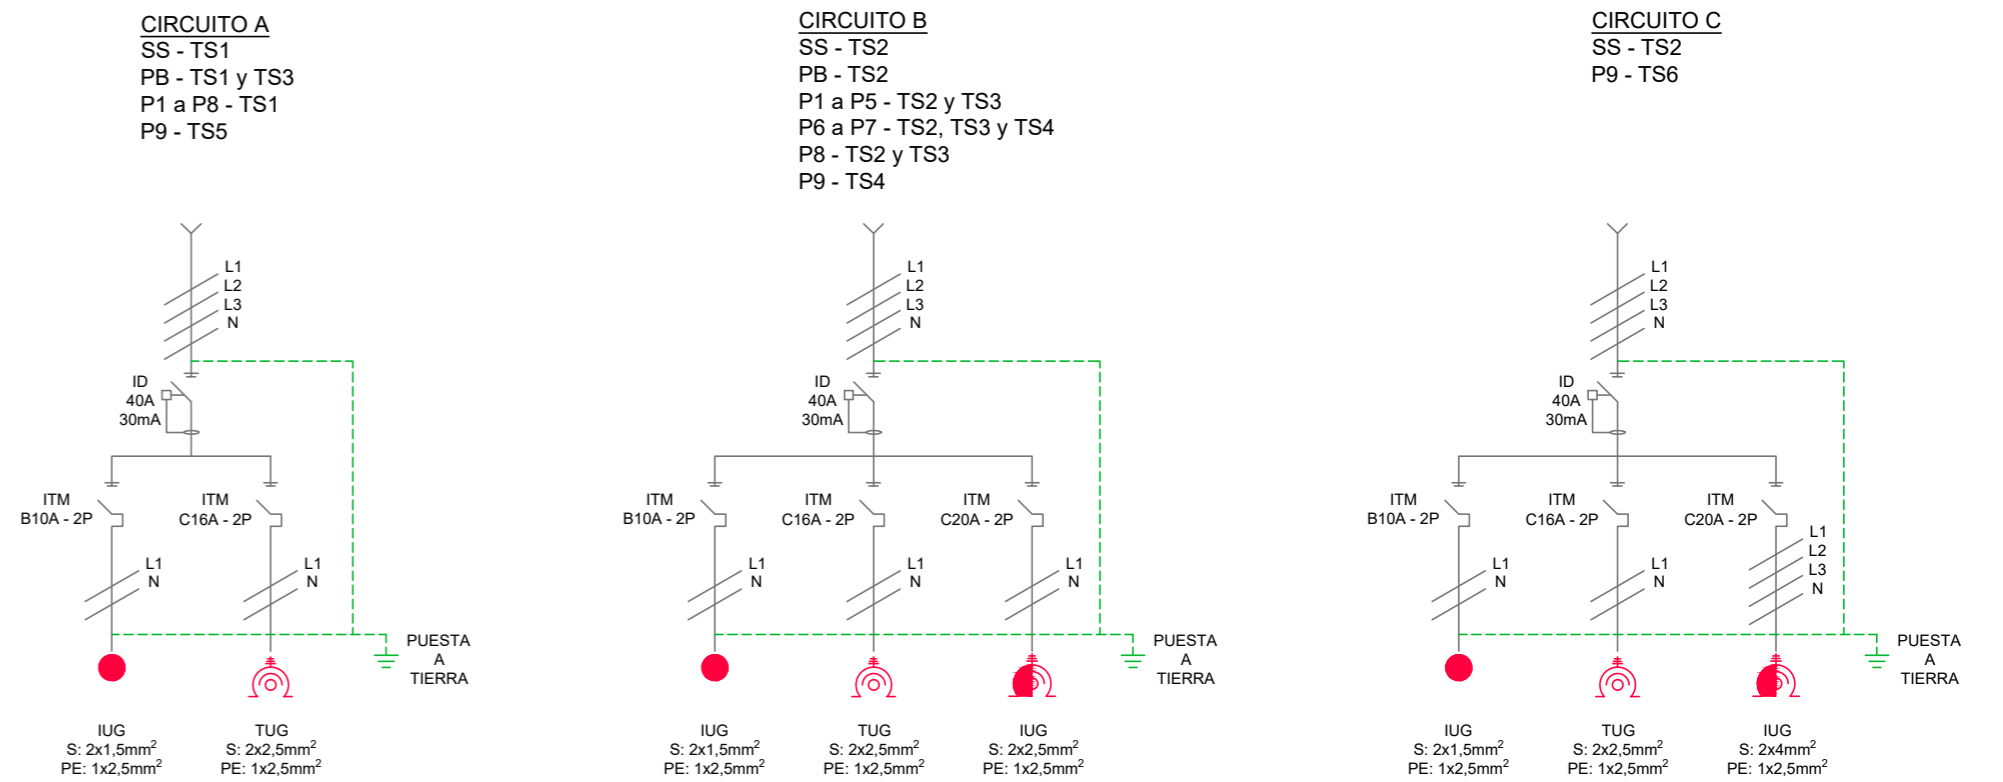 CIRCUITO A
SS - TS1
PB - TS1 y TS3
P1 a P8 - TS1
P9 - TS5
L1
L2
L3
N
ID
40A
30mA
ITM
B10A - 2P
ITM
C16A - 2P
L1
N
L1
N
PUESTA
A
TIERRA
IUG
S: 2x1,5mm²
PE: 1x2,5mm²
TUG
S: 2x2,5mm²
PE: 1x2,5mm²
CIRCUITO B
SS - TS2
PB - TS2
P1 a P5 - TS2 y TS3
P6 a P7 - TS2, TS3 y TS4
P8 - TS2 y TS3
P9 - TS4
L1
L2
L3
N
ID
40A
30mA
ITM
B10A - 2P
ITM
C16A - 2P
ITM
C20A - 2P
L1
N
L1
N
L1
N
PUESTA
A
TIERRA
IUG
S: 2x1,5mm²
PE: 1x2,5mm²
TUG
S: 2x2,5mm²
PE: 1x2,5mm²
IUG
S: 2x2,5mm²
PE: 1x2,5mm²
CIRCUITO C
SS - TS2
P9 - TS6
L1
L2
L3
N
ID
40A
30mA
ITM
B10A - 2P
ITM
C16A - 2P
ITM
C20A - 2P
L1
N
L1
N
L1
L2
L3
N
PUESTA
A
TIERRA
IUG
S: 2x1,5mm²
PE: 1x2,5mm²
TUG
S: 2x2,5mm²
PE: 1x2,5mm²
IUG
S: 2x4mm²
PE: 1x2,5mm²